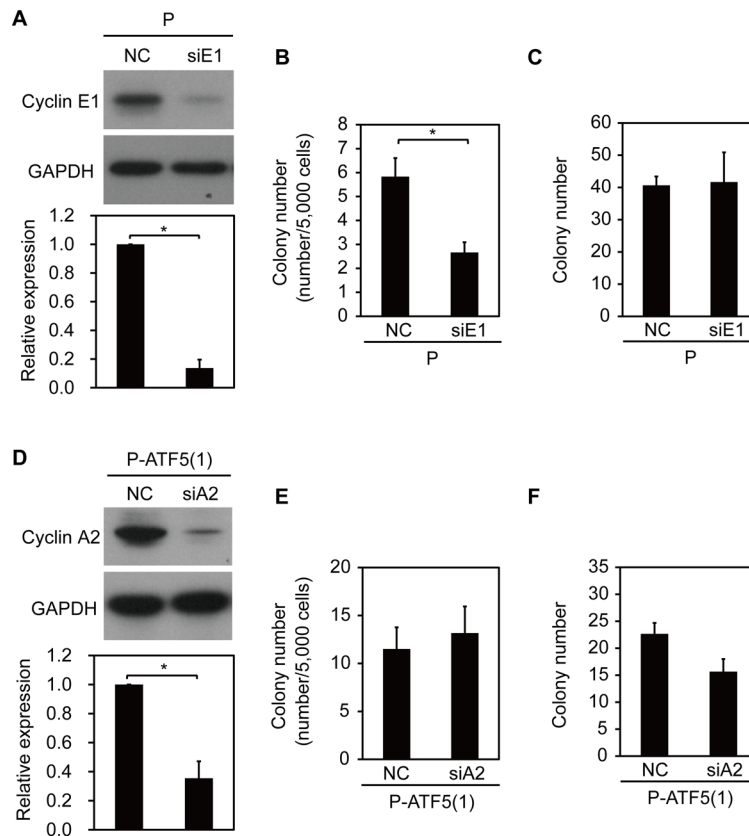 A
P
NC siE1
Cyclin E1
GAPDH
Relative expression
1.2
1.0
0.8
0.6
0.4
0.2
0.0
*
B
Colony number
(number/5,000 cells)
8
7
6
5
4
3
2
1
0
*
NC siE1
P
C
Colony number
60
50
40
30
20
10
0
NC siE1
P
D
P-ATF5(1)
NC siA2
Cyclin A2
GAPDH
Relative expression
1.2
1.0
0.8
0.6
0.4
0.2
0.0
*
E
Colony number
(number/5,000 cells)
20
15
10
5
0
NC siA2
P-ATF5(1)
F
Colony number
35
30
25
20
15
10
5
0
NC siA2
P-ATF5(1)